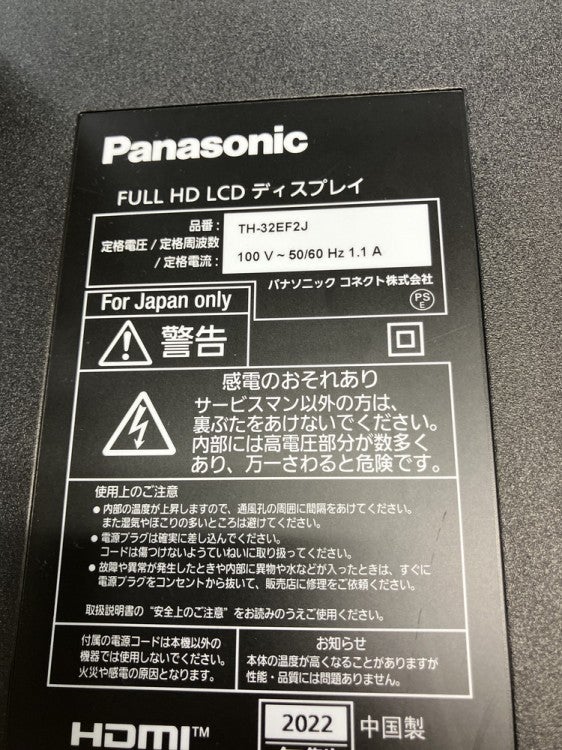 Panasonic
FULL HD LCD ディスプレイ
品番 : TH-32EF2J
定格電圧 / 定格周波数
/ 定格電流 : 100 V ~ 50/60 Hz 1.1 A
パナソニック コネクト株式会社
For Japan only
PS
E
警告
感電のおそれあり
サービスマン以外の方は、
裏ぶたをあけないでください。
内部には高電圧部分が数多く
あり、万一さわると危険です。
使用上のご注意
● 内部の温度が上昇しますので、通風孔の周囲に間隔をあけてください。
また湿気やほこりの多いところは避けてください。
● 電源プラグは確実に差し込んでください。
コードは傷つけないようていねいに取り扱ってください。
● 故障や異常が発生したときや内部に異物や水などが入ったときは、すぐに
電源プラグをコンセントから抜いて、販売店に修理をご依頼ください。
取扱説明書の “安全上のご注意” をお読みのうえご使用ください。
付属の電源コードは本機以外の
機器では使用しないでください。
火災や感電の原因となります。
お知らせ
本体の温度が高くなることがありますが
性能・品質には問題ありません。
HDMI™
2022 中国製